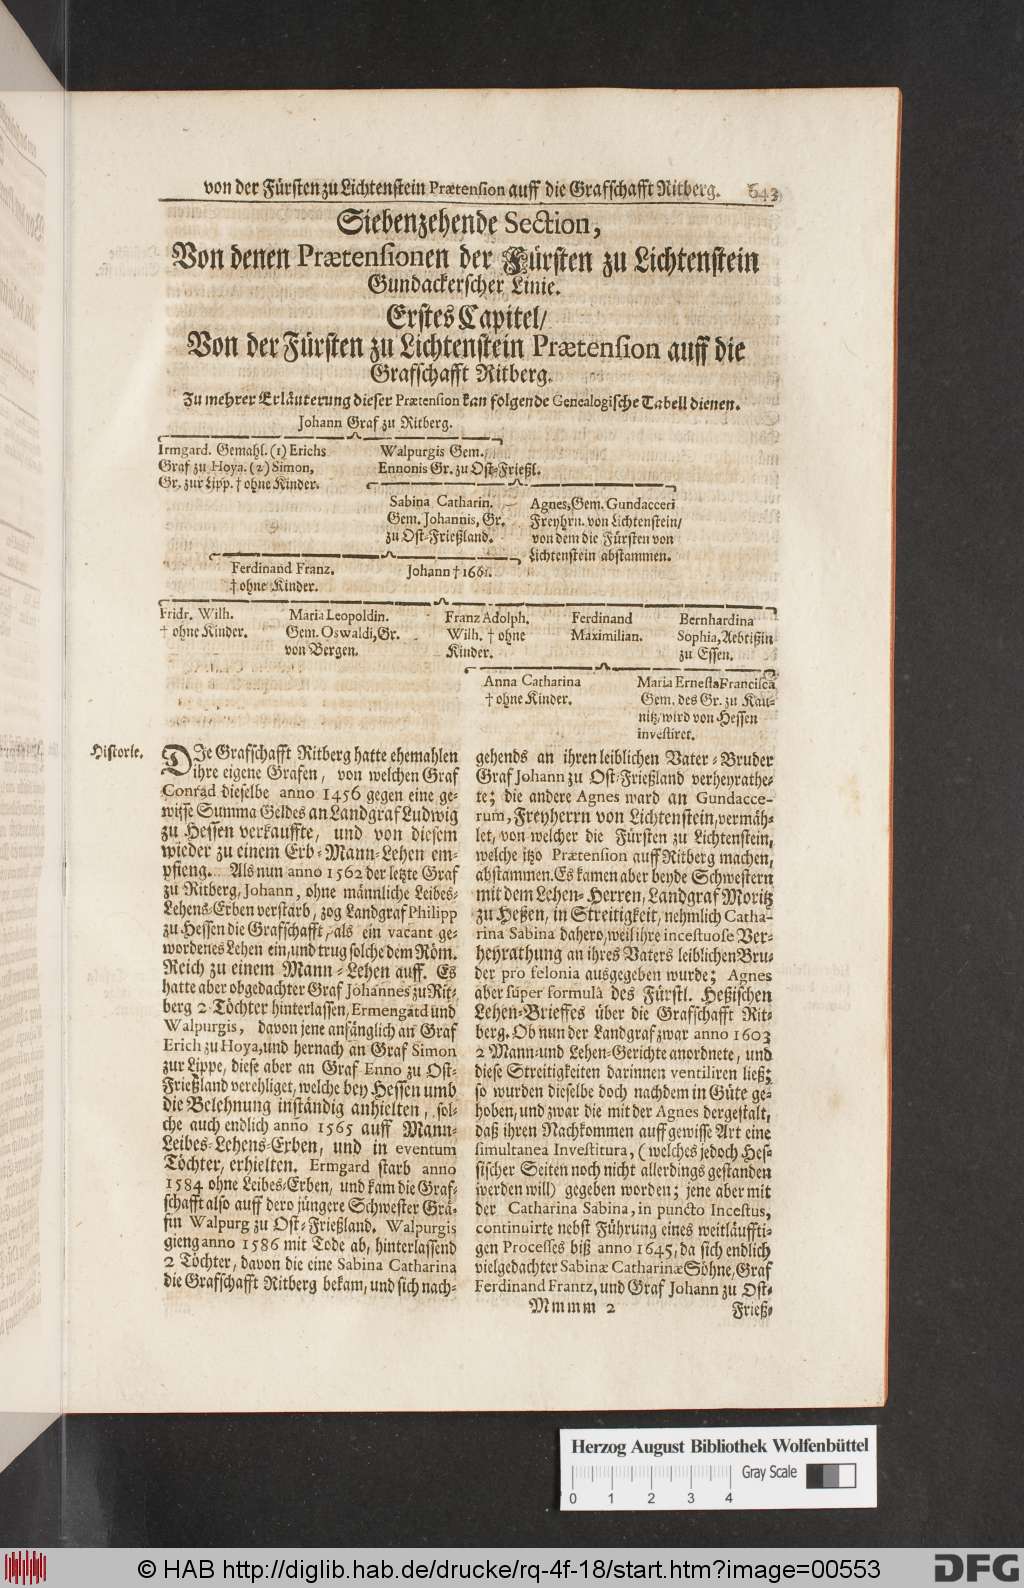 von der Fürsten zu Lichtenstein Prætension auff die Grafschafft Ritberg. 643
Siebenzehende Section,
Von denen Prætensionen der Fürsten zu Lichtenstein
Gundackerscher Linie.
Erstes Capitel/
Von der Fürsten zu Lichtenstein Prætension auff die
Grafschafft Ritberg.
Zu mehrer Erläuterung dieser Prætension kan folgende Genealogische Tabell dienen.
Johann Graf zu Ritberg.
Irmgard. Gemahl. (1) Erichs
Graf zu Hoya. (2) Simon,
Gr. zur Lipp. † ohne Kinder.
Walpurgis Gem.
Ennonis Gr. zu Ost-Frießl.
Sabina Catharin.
Gem. Johannis, Gr.
zu Ost-Frießland.
Agnes, Gem. Gundacceri
Freyhrn. von Lichtenstein/
von dem die Fürsten von
Lichtenstein abstammen.
Ferdinand Franz.
† ohne Kinder.
Johann † 1661.
Fridr. Wilh.
† ohne Kinder.
Maria Leopoldin.
Gem. Oswaldi, Gr.
von Bergen.
Franz Adolph.
Wilh. † ohne
Kinder.
Ferdinand
Maximilian.
Bernhardina
Sophia, Aebtißin
zu Essen.
Anna Catharina
† ohne Kinder.
Maria Ernesta Francisca
Gem. des Gr. zu Kau-
nitz/wird von Hessen
investiret.
Historie.
DIe Grafschafft Ritberg hatte ehemahlen
ihre eigene Grafen, von welchen Graf
Conrad dieselbe anno 1456 gegen eine ge-
wisse Summa Geldes an Landgraf Ludwig
zu Hessen verkauffte, und von diesem
wieder zu einem Erb-Mann-Lehen em-
pfieng. Als nun anno 1562 der letzte Graf
zu Ritberg, Johann, ohne männliche Leibes-
Lehens-Erben verstarb, zog Landgraf Philipp
zu Hessen die Grafschafft, als ein vacant ge-
wordenes Lehen ein, und trug solche dem Röm.
Reich zu einem Mann-Lehen auff. Es
hatte aber obgedachter Graf Johannes zu Rit-
berg 2 Töchter hinterlassen, Ermengard und
Walpurgis, davon jene anfänglich an Graf
Erich zu Hoya, und hernach an Graf Simon
zur Lippe, diese aber an Graf Enno zu Ost-
Frießland verehliget, welche bey Hessen umb
die Belehnung inständig anhielten, sol-
che auch endlich anno 1565 auff Mann-
Leibes-Lehens-Erben, und in eventum
Töchter, erhielten. Ermgard starb anno
1584 ohne Leibes-Erben, und kam die Graf-
schafft also auff dero jüngere Schwester Grä-
fin Walpurg zu Ost-Frießland. Walpurgis
gieng anno 1586 mit Tode ab, hinterlassend
2 Töchter, davon die eine Sabina Catharina
die Grafschafft Ritberg bekam, und sich nach-
gehends an ihren leiblichen Vater-Bruder
Graf Johann zu Ost-Frießland verheyrathe-
te; die andere Agnes ward an Gundacce-
rum, Freyherrn von Lichtenstein, vermäh-
let, von welcher die Fürsten zu Lichtenstein,
welche itzo Prætension auff Ritberg machen,
abstammen. Es kamen aber beyde Schwestern
mit dem Lehen-Herren, Landgraf Moritz
zu Heßen, in Streitigkeit, nehmlich Catha-
rina Sabina dahero, weil ihre incestuose Ver-
heyrathung an ihres Vaters leiblichen Bru-
der pro felonia ausgegeben wurde; Agnes
aber super formulâ des Fürstl. Heßischen
Lehen-Brieffes über die Grafschafft Rit-
berg. Ob nun der Landgraf zwar anno 1603
2 Mann-und Lehen-Gerichte anordnete, und
diese Streitigkeiten darinnen ventiliren ließ;
so wurden dieselbe doch nachdem in Güte ge-
hoben, und zwar die mit der Agnes dergestalt,
daß ihren Nachkommen auff gewisse Art eine
simultanea Investitura, (welches jedoch Hes-
sischer Seiten noch nicht allerdings gestanden
werden will) gegeben worden; jene aber mit
der Catharina Sabina, in puncto Incestus,
continuirte nebst Führung eines weitläuffti-
gen Processes biß anno 1645, da sich endlich
vielgedachter Sabinæ Catharinæ Söhne, Graf
Ferdinand Frantz, und Graf Johann zu Ost-
Mmmm 2
Frieß-
Herzog August Bibliothek Wolfenbüttel
Gray Scale
0 1 2 3 4
© HAB http://diglib.hab.de/drucke/rq-4f-18/start.htm?image=00553
DFG